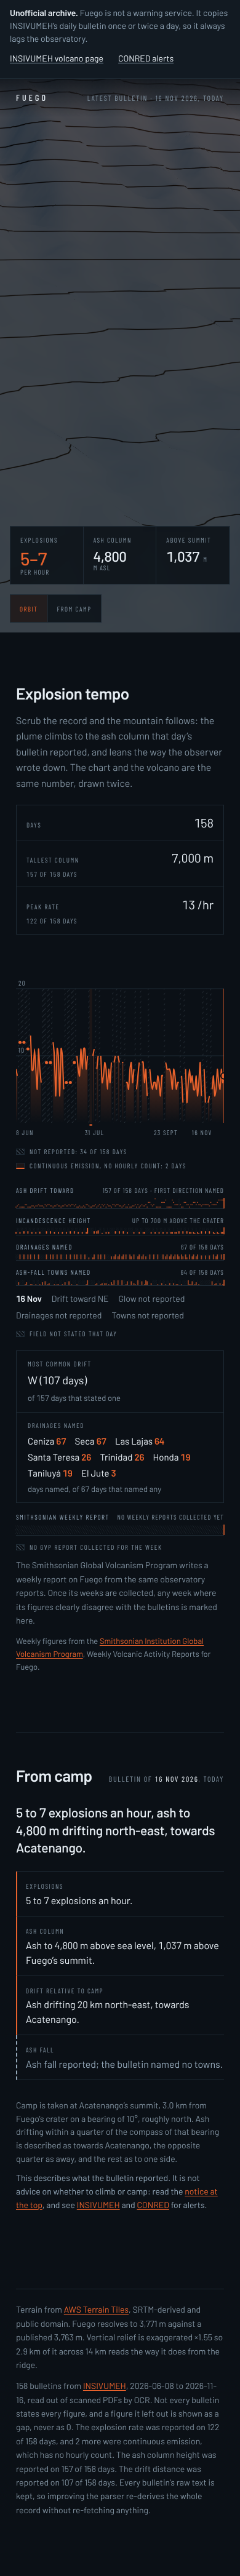 Unofficial archive. Fuego is not a warning service. It copies
INSIVUMEH's daily bulletin once or twice a day, so it always
lags the observatory.
INSIVUMEH volcano page CONRED alerts
FUEGO LATEST BULLETIN · 16 NOV 2026, TODAY
EXPLOSIONS ASH COLUMN ABOVE SUMMIT
5–7 4,800 1,037 M
PER HOUR M ASL
ORBIT FROM CAMP
Explosion tempo
Scrub the record and the mountain follows: the
plume climbs to the ash column that day's
bulletin reported, and leans the way the observer
wrote down. The chart and the volcano are the
same number, drawn twice.
DAYS 158
TALLEST COLUMN 7,000 m
157 OF 158 DAYS
PEAK RATE 13 /hr
122 OF 158 DAYS
20
10
8 JUN 31 JUL 23 SEPT 16 NOV
NOT REPORTED: 34 OF 158 DAYS
CONTINUOUS EMISSION, NO HOURLY COUNT: 2 DAYS
ASH DRIFT TOWARD 157 OF 158 DAYS · FIRST DIRECTION NAMED
INCANDESCENCE HEIGHT UP TO 700 M ABOVE THE CRATER
DRAINAGES NAMED 67 OF 158 DAYS
ASH-FALL TOWNS NAMED 64 OF 158 DAYS
16 Nov Drift toward NE Glow not reported
Drainages not reported Towns not reported
FIELD NOT STATED THAT DAY
MOST COMMON DRIFT
W (107 days)
of 157 days that stated one
DRAINAGES NAMED
Ceniza 67 Seca 67 Las Lajas 64
Santa Teresa 26 Trinidad 26 Honda 19
Taniluyá 19 El Jute 3
days named, of 67 days that named any
SMITHSONIAN WEEKLY REPORT NO WEEKLY REPORTS COLLECTED YET
NO GVP REPORT COLLECTED FOR THE WEEK
The Smithsonian Global Volcanism Program writes a
weekly report on Fuego from the same observatory
reports. Once its weeks are collected, any week where
its figures clearly disagree with the bulletins is marked
here.
Weekly figures from the Smithsonian Institution Global
Volcanism Program, Weekly Volcanic Activity Reports for
Fuego.
From camp BULLETIN OF 16 NOV 2026, TODAY
5 to 7 explosions an hour, ash to
4,800 m drifting north-east, towards
Acatenango.
EXPLOSIONS
5 to 7 explosions an hour.
ASH COLUMN
Ash to 4,800 m above sea level, 1,037 m above
Fuego's summit.
DRIFT RELATIVE TO CAMP
Ash drifting 20 km north-east, towards
Acatenango.
ASH FALL
Ash fall reported; the bulletin named no towns.
Camp is taken at Acatenango's summit, 3.0 km from
Fuego's crater on a bearing of 10°, roughly north. Ash
drifting within a quarter of the compass of that bearing
is described as towards Acatenango, the opposite
quarter as away, and the rest as to one side.
This describes what the bulletin reported. It is not
advice on whether to climb or camp: read the notice at
the top, and see INSIVUMEH and CONRED for alerts.
Terrain from AWS Terrain Tiles, SRTM-derived and
public domain. Fuego resolves to 3,771 m against a
published 3,763 m. Vertical relief is exaggerated ×1.55 so
2.9 km of it across 14 km reads the way it does from the
ridge.
158 bulletins from INSIVUMEH, 2026-06-08 to 2026-11-
16, read out of scanned PDFs by OCR. Not every bulletin
states every figure, and a figure it left out is shown as a
gap, never as 0. The explosion rate was reported on 122
of 158 days, and 2 more were continuous emission,
which has no hourly count. The ash column height was
reported on 157 of 158 days. The drift distance was
reported on 107 of 158 days. Every bulletin's raw text is
kept, so improving the parser re-derives the whole
record without re-fetching anything.